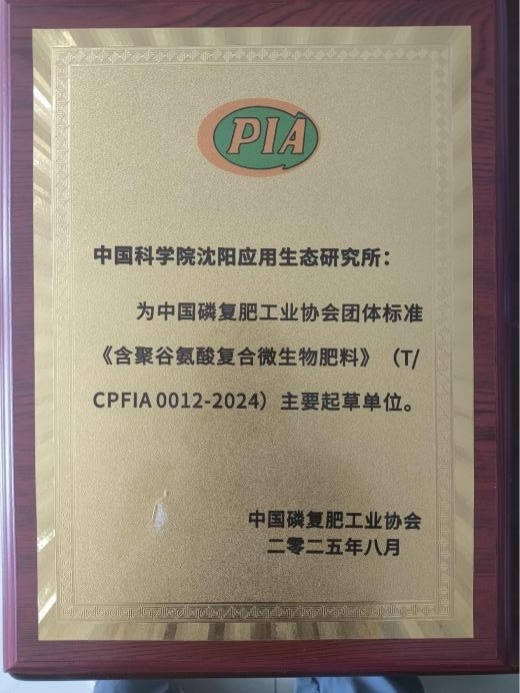 PIA
中国科学院沈阳应用生态研究所：
为中国磷复肥工业协会团体标准
《含聚谷氨酸复合微生物肥料》（T/
CPFIA 0012-2024）主要起草单位。
中国磷复肥工业协会
二零二五年八月